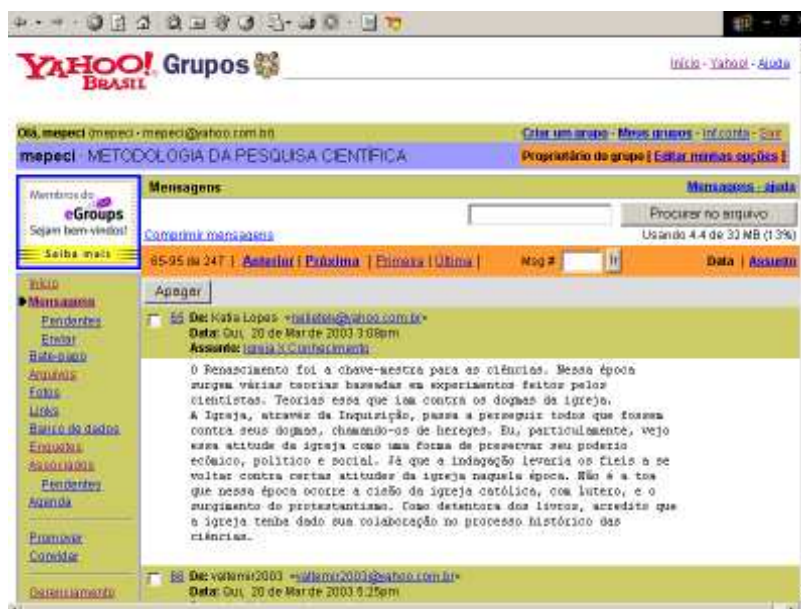 YAHOO! Grupos
BRASIL
Início - Yahoo! - Ajuda
Olá, mepeci (mepeci - mepeci@yahoo.com.br)
Criar um grupo - Meus grupos - inf.conta - Sair
mepeci METODOLOGIA DA PESQUISA CIENTÍFICA
Proprietário do grupo [ Editar minhas opções ]
Membros do
eGroups
Sejam bem-vindos!
Saiba mais
Mensagens
Mensagens - ajuda
Procurar no arquivo
Comprimir mensagens
Usando 4.4 de 32 MB (13%)
65-95 de 247 | Anterior | Próxima | Primeira | Última |
Msg #
Ir
Data | Assunto
Apagar
Início
Mensagens
Pendentes
Enviar
Bate-papo
Arquivos
Fotos
Links
Banco de dados
Enquetes
Associados
Pendentes
Agenda
Promover
Convidar
Gerenciamento
65 De: Katia Lopes
Data: Qui, 20 de Mar de 2003 3:08pm
Assunto: Igreja X Conhecimento
O Renascimento foi a chave-mestra para as ciências. Nessa época
surgem várias teorias baseadas em experimentos feitos pelos
cientistas. Teorias essa que iam contra os dogmas da igreja.
A Igreja, através da Inquisição, passa a perseguir todos que fossem
contra seus dogmas, chamando-os de hereges. Eu, particulamente, vejo
essa atitude da igreja como uma forma de preservar seu poderio
ecômico, político e social. Já que a indagação levaria os fieis a se
voltar contra certas atitudes da igreja naquela época. Não é a toa
que nessa época ocorre a cisão da igreja católica, com lutero, e o
surgimento do protestantismo. Como detentora dos livros, acredito que
a igreja tenha dado sua colaboração no processo histórico das
ciências.
66 De: valtemir2003 <valtemir2003@yahoo.com.br>
Data: Qui, 20 de Mar de 2003 5:25pm